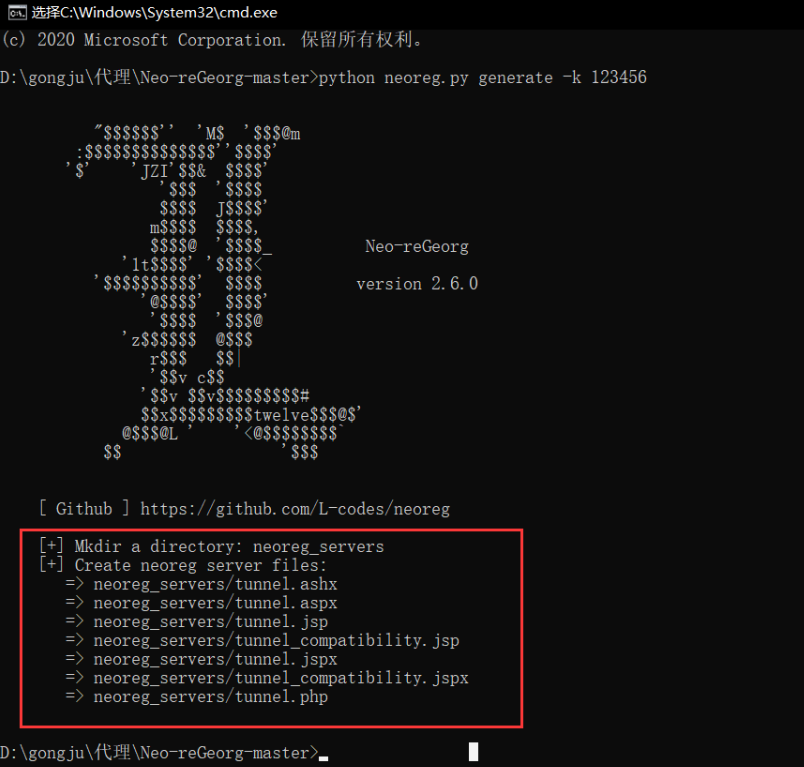 选择C:\Windows\System32\cmd.exe
(c) 2020 Microsoft Corporation. 保留所有权利。
D:\gongju\代理\Neo-reGeorg-master>python neoreg.py generate -k 123456
"$$$$$$''  'M$  '$$$@m
:$$$$$$$$$$$$$$''$$$$'
'$'    'JZI'$$&  $$$$'
'$$$  '$$$$
$$$$  J$$$$'
m$$$$  $$$$,
$$$$@  '$$$$_          Neo-reGeorg
'1t$$$$' '$$$$<
'$$$$$$$$$$'  $$$$          version 2.6.0
'@$$$$'  $$$$'
'$$$$  '$$$@
'z$$$$$$  @$$$
r$$$   $$|
'$$v c$$
'$$v $$v$$$$$$$$$#
$$x$$$$$$$$$twelve$$$@$'
@$$$@L '    '<@$$$$$$$$`
$$                 '$$$
[ Github ] https://github.com/L-codes/neoreg
[+] Mkdir a directory: neoreg_servers
[+] Create neoreg server files:
=> neoreg_servers/tunnel.ashx
=> neoreg_servers/tunnel.aspx
=> neoreg_servers/tunnel.jsp
=> neoreg_servers/tunnel_compatibility.jsp
=> neoreg_servers/tunnel.jspx
=> neoreg_servers/tunnel_compatibility.jspx
=> neoreg_servers/tunnel.php
D:\gongju\代理\Neo-reGeorg-master>